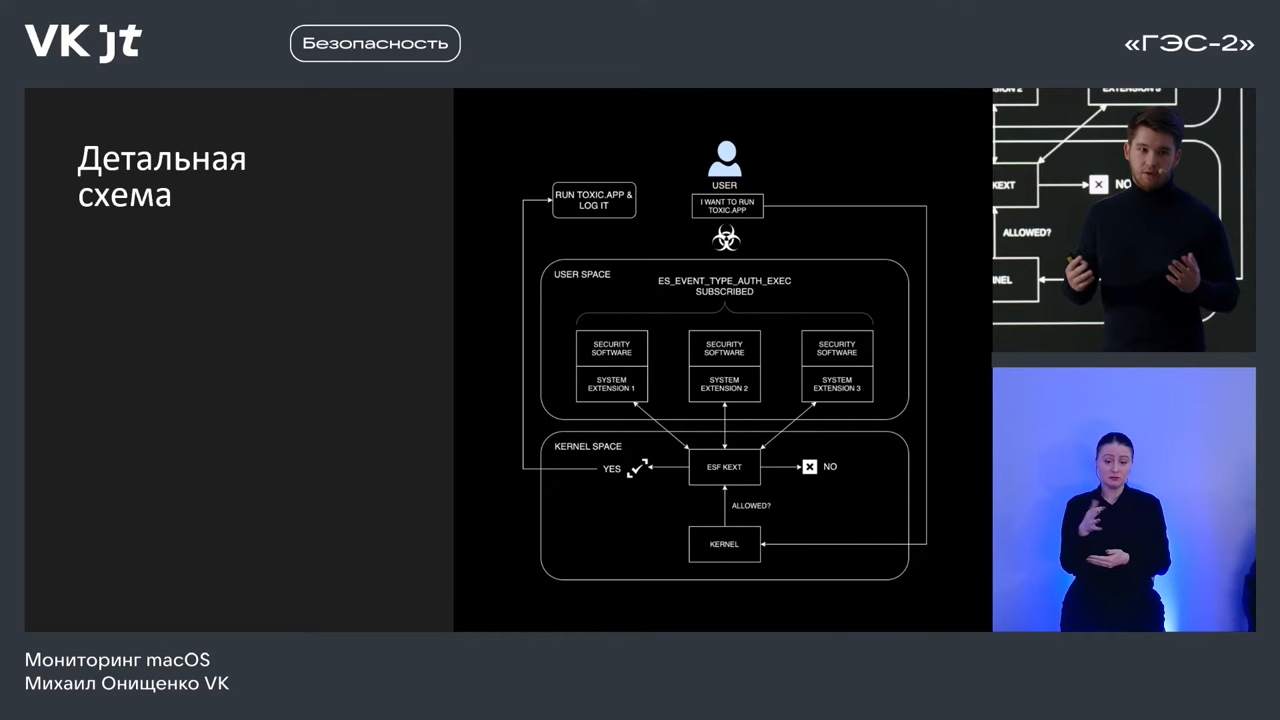 VK jt
Безопасность
«ГЭС-2»
Детальная
схема
USER
RUN TOXIC.APP &
LOG IT
I WANT TO RUN
TOXIC.APP
USER SPACE
ES_EVENT_TYPE_AUTH_EXEC
SUBSCRIBED
SECURITY
SOFTWARE
SYSTEM
EXTENSION 1
SECURITY
SOFTWARE
SYSTEM
EXTENSION 2
SECURITY
SOFTWARE
SYSTEM
EXTENSION 3
KERNEL SPACE
YES
ESF KEXT
NO
ALLOWED?
KERNEL
KEXT
NO
ALLOWED?
Мониторинг macOS
Михаил Онищенко VK